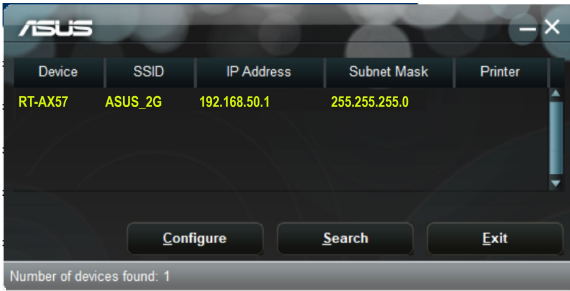 ASUS
Device SSID IP Address Subnet Mask Printer
RT-AX57 ASUS_2G 192.168.50.1 255.255.255.0
Configure Search Exit
Number of devices found: 1